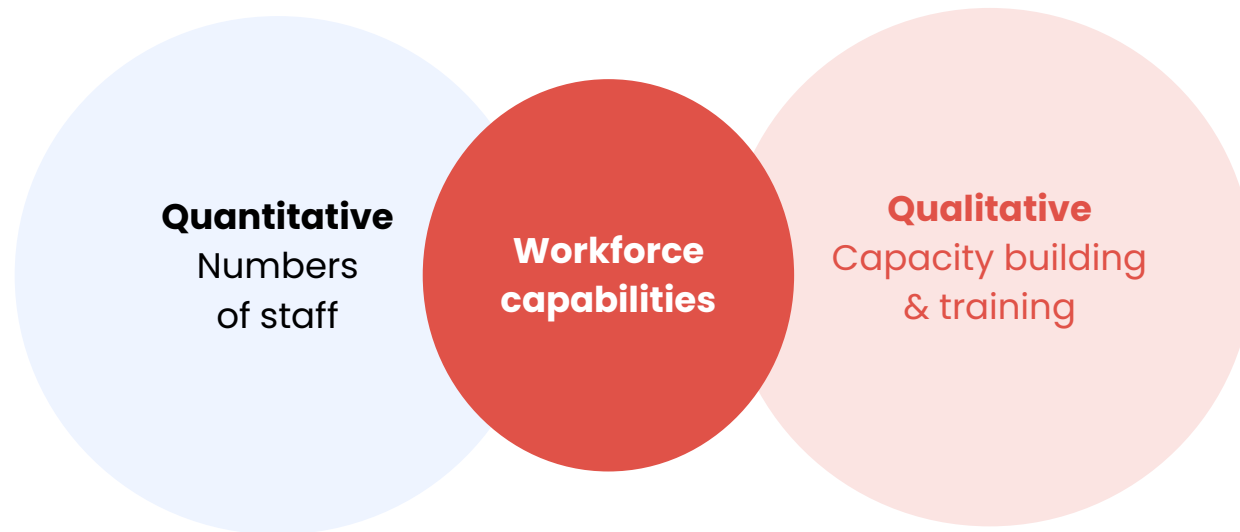 Quantitative
Numbers
of staff
Workforce
capabilities
Qualitative
Capacity building
& training